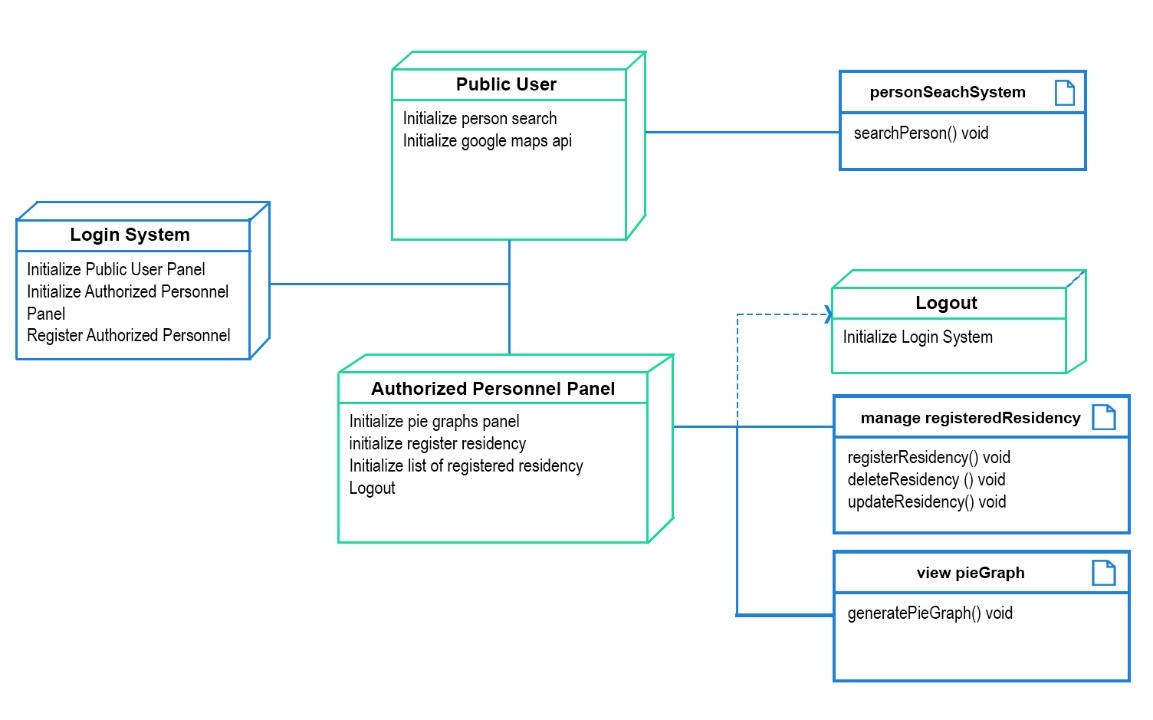 Public User
Initialize person search
Initialize google maps api
personSeachSystem
searchPerson() void
Login System
Initialize Public User Panel
Initialize Authorized Personnel
Panel
Register Authorized Personnel
Logout
Initialize Login System
Authorized Personnel Panel
Initialize pie graphs panel
initialize register residency
Initialize list of registered residency
Logout
manage registeredResidency
registerResidency() void
deleteResidency () void
updateResidency() void
view pieGraph
generatePieGraph() void